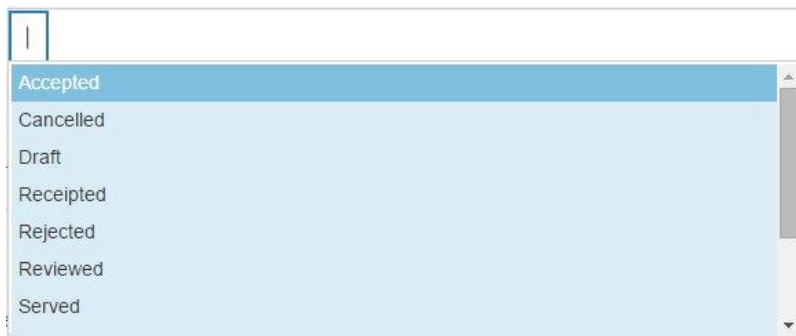 Accepted
Cancelled
Draft
Receipted
Rejected
Reviewed
Served